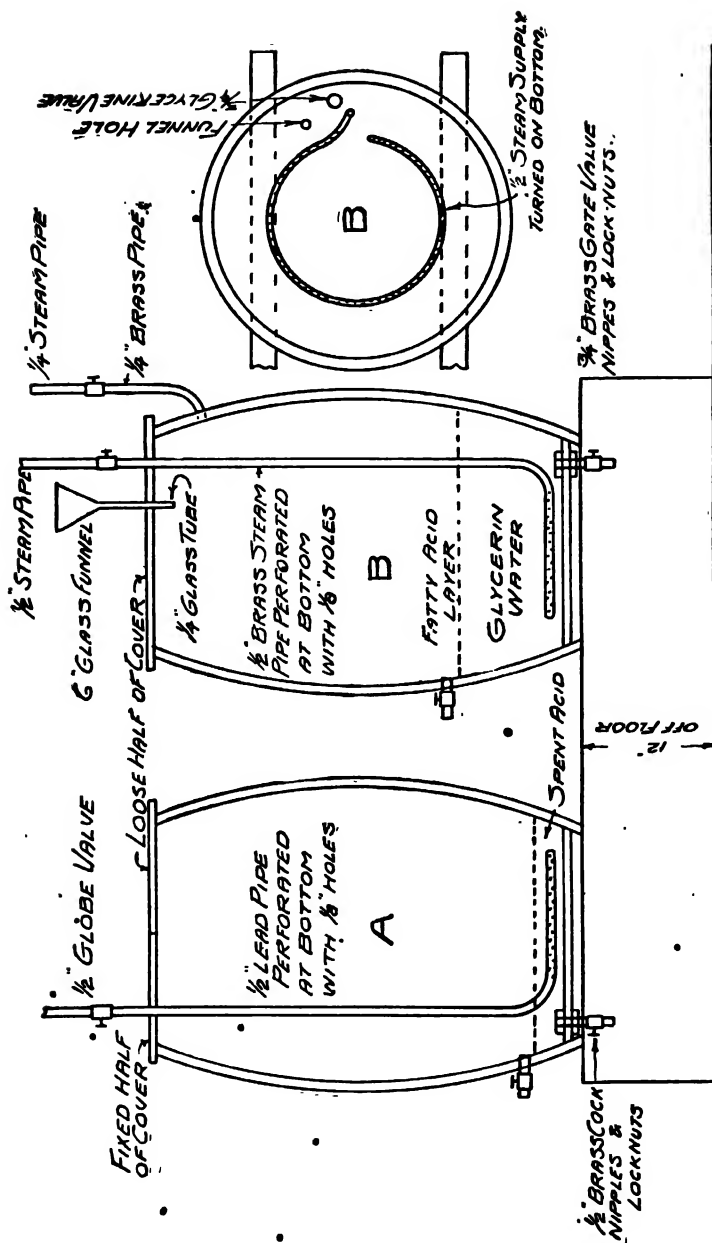 ½" STEAM PIPE
6" GLASS FUNNEL
¼" STEAM PIPE
¼" BRASS PIPE
½" GLOBE VALVE
LOOSE HALF OF COVER
FIXED HALF
OF COVER
¼" GLASS TUBE
½" LEAD PIPE
PERFORATED
AT BOTTOM
WITH ⅛" HOLES
A
½" BRASS STEAM
PIPE PERFORATED
AT BOTTOM
WITH ⅛" HOLES
B
FATTY ACID
LAYER
GLYCERIN
WATER
SPENT ACID
½" BRASS COCK
NIPPLES &
LOCKNUTS
12"
OFF FLOOR
¾" BRASS GATE VALVE
NIPPES & LOCK NUTS..
FUNNEL HOLE
¾" GLYCERINE VALVE
B
½" STEAM SUPPLY
TURNED ON BOTTOM.